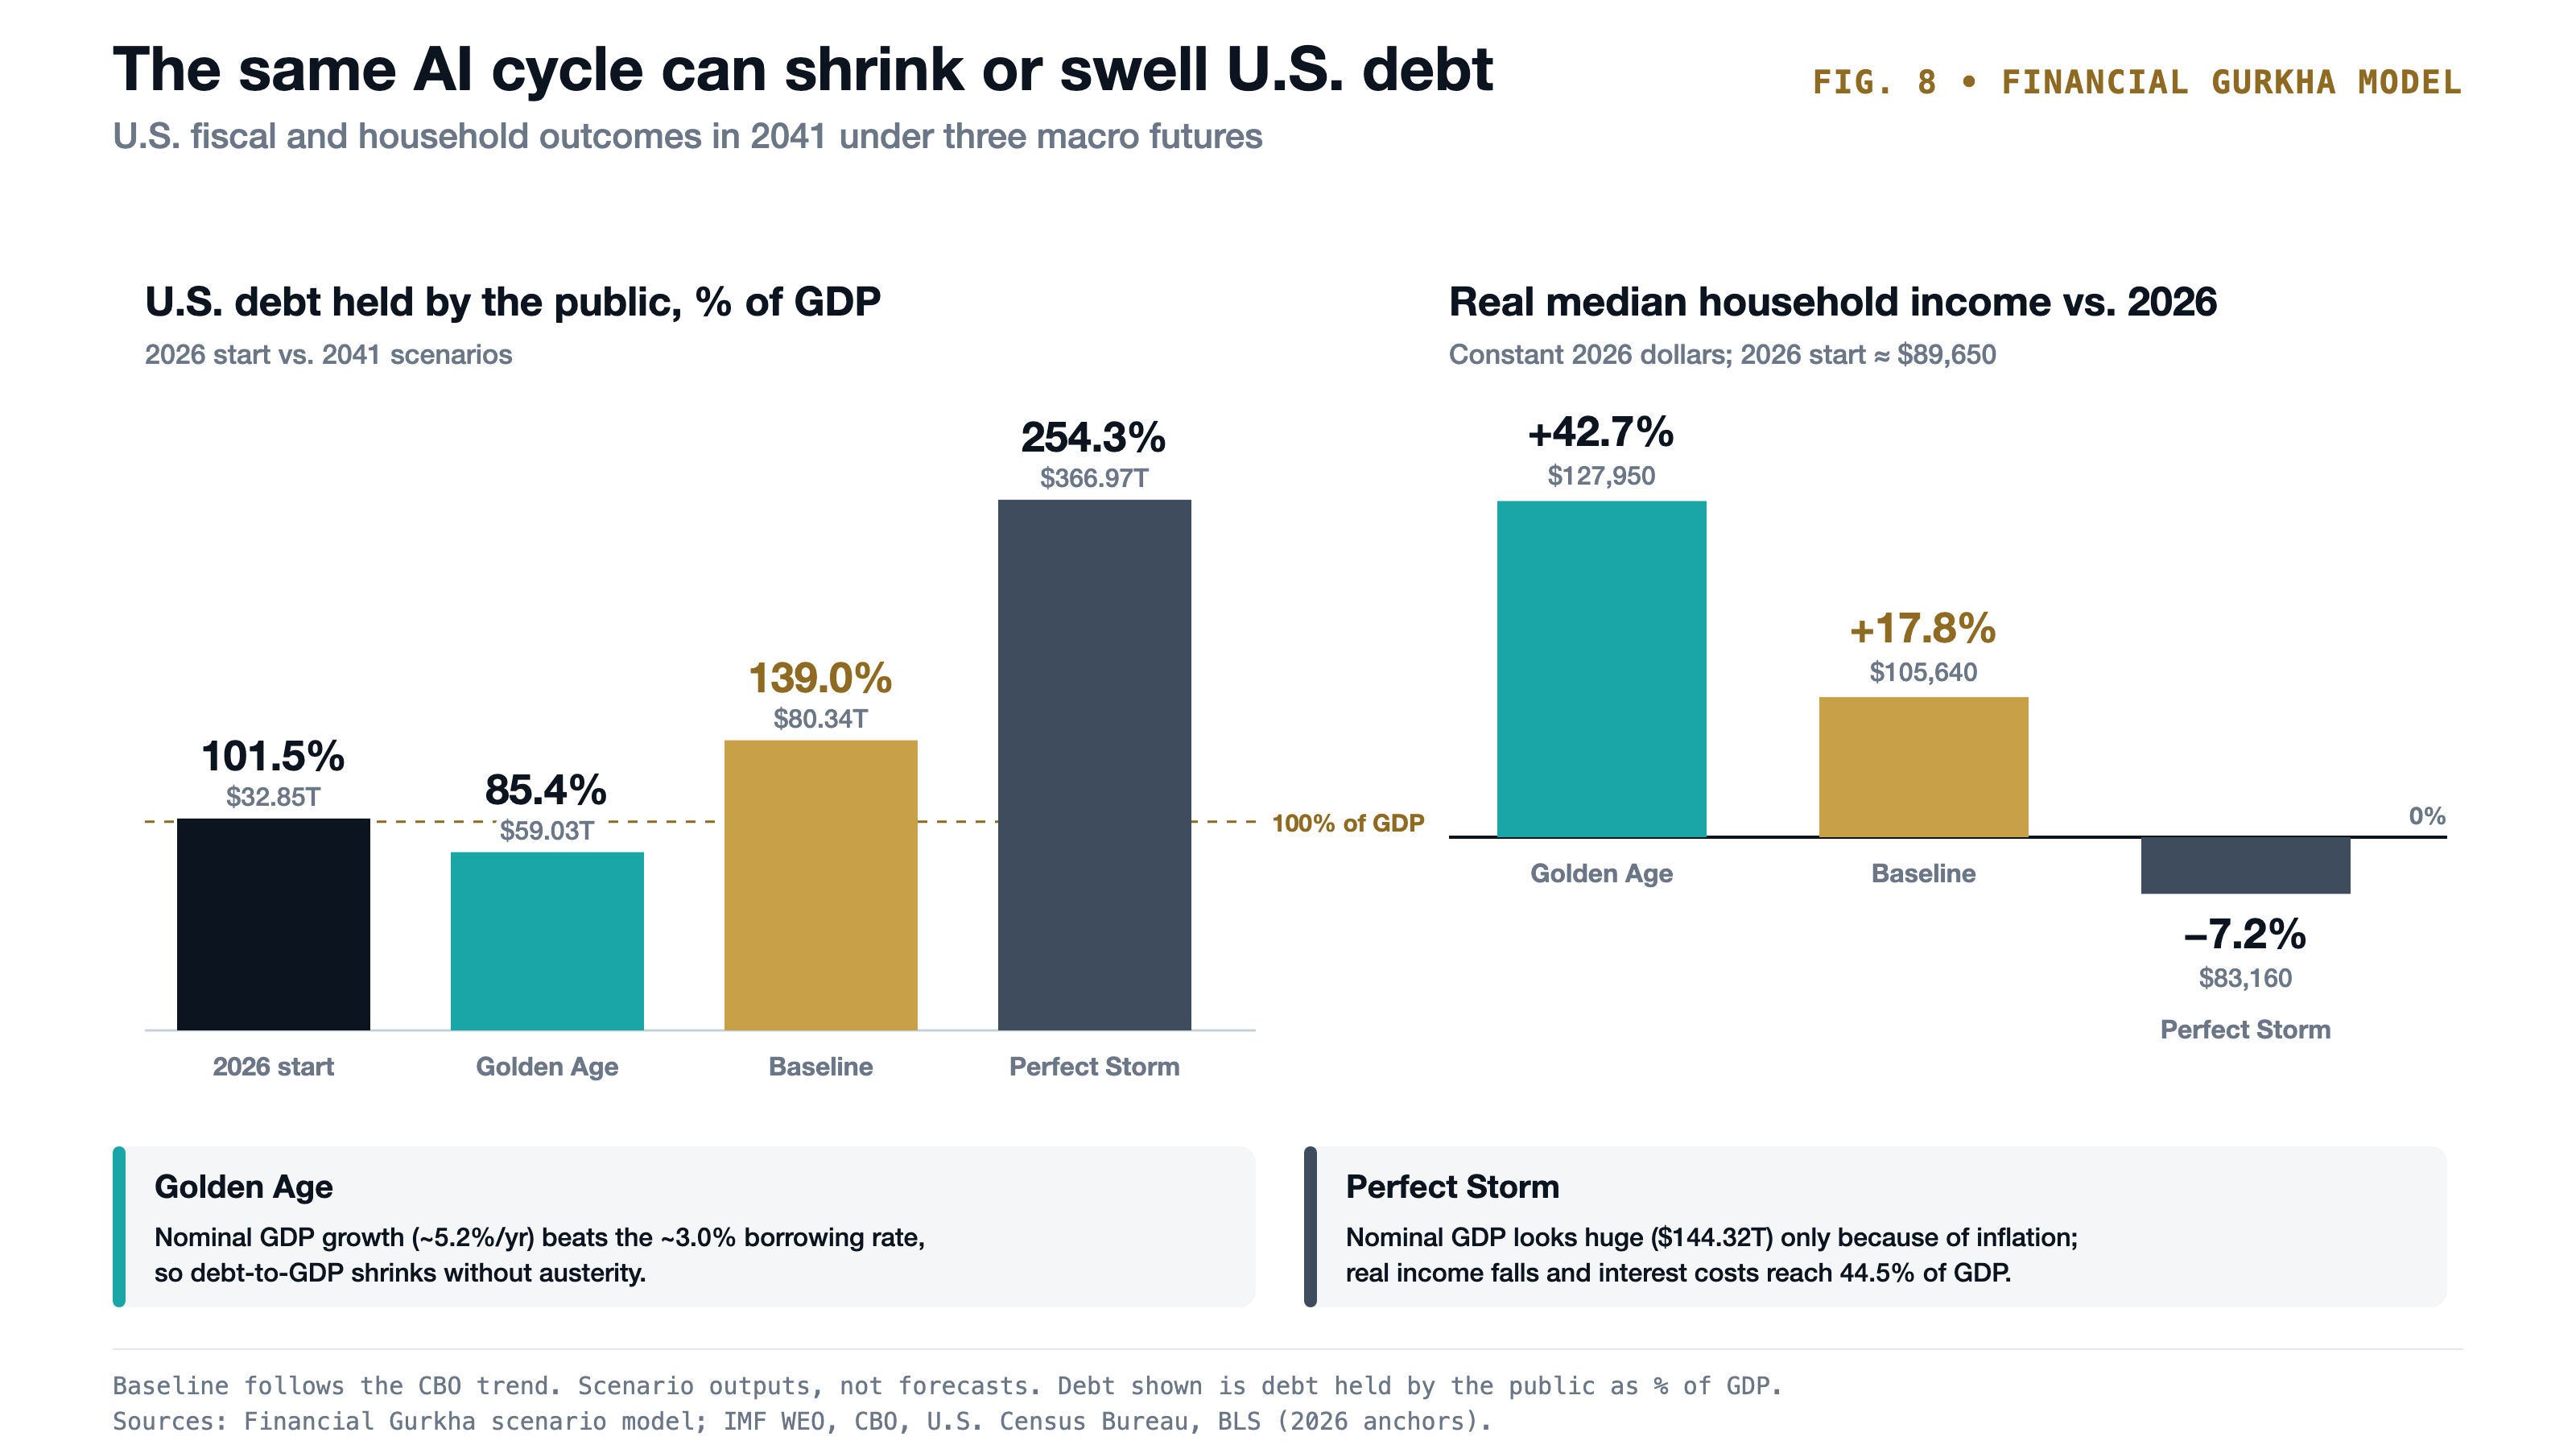 The same AI cycle can shrink or swell U.S. debt
FIG. 8 • FINANCIAL GURKHA MODEL
U.S. fiscal and household outcomes in 2041 under three macro futures
U.S. debt held by the public, % of GDP
2026 start vs. 2041 scenarios
101.5%
$32.85T
85.4%
$59.03T
139.0%
$80.34T
254.3%
$366.97T
100% of GDP
2026 start
Golden Age
Baseline
Perfect Storm
Real median household income vs. 2026
Constant 2026 dollars; 2026 start ≈ $89,650
+42.7%
$127,950
+17.8%
$105,640
0%
Golden Age
Baseline
−7.2%
$83,160
Perfect Storm
Golden Age
Nominal GDP growth (~5.2%/yr) beats the ~3.0% borrowing rate,
so debt-to-GDP shrinks without austerity.
Perfect Storm
Nominal GDP looks huge ($144.32T) only because of inflation;
real income falls and interest costs reach 44.5% of GDP.
Baseline follows the CBO trend. Scenario outputs, not forecasts. Debt shown is debt held by the public as % of GDP.
Sources: Financial Gurkha scenario model; IMF WEO, CBO, U.S. Census Bureau, BLS (2026 anchors).